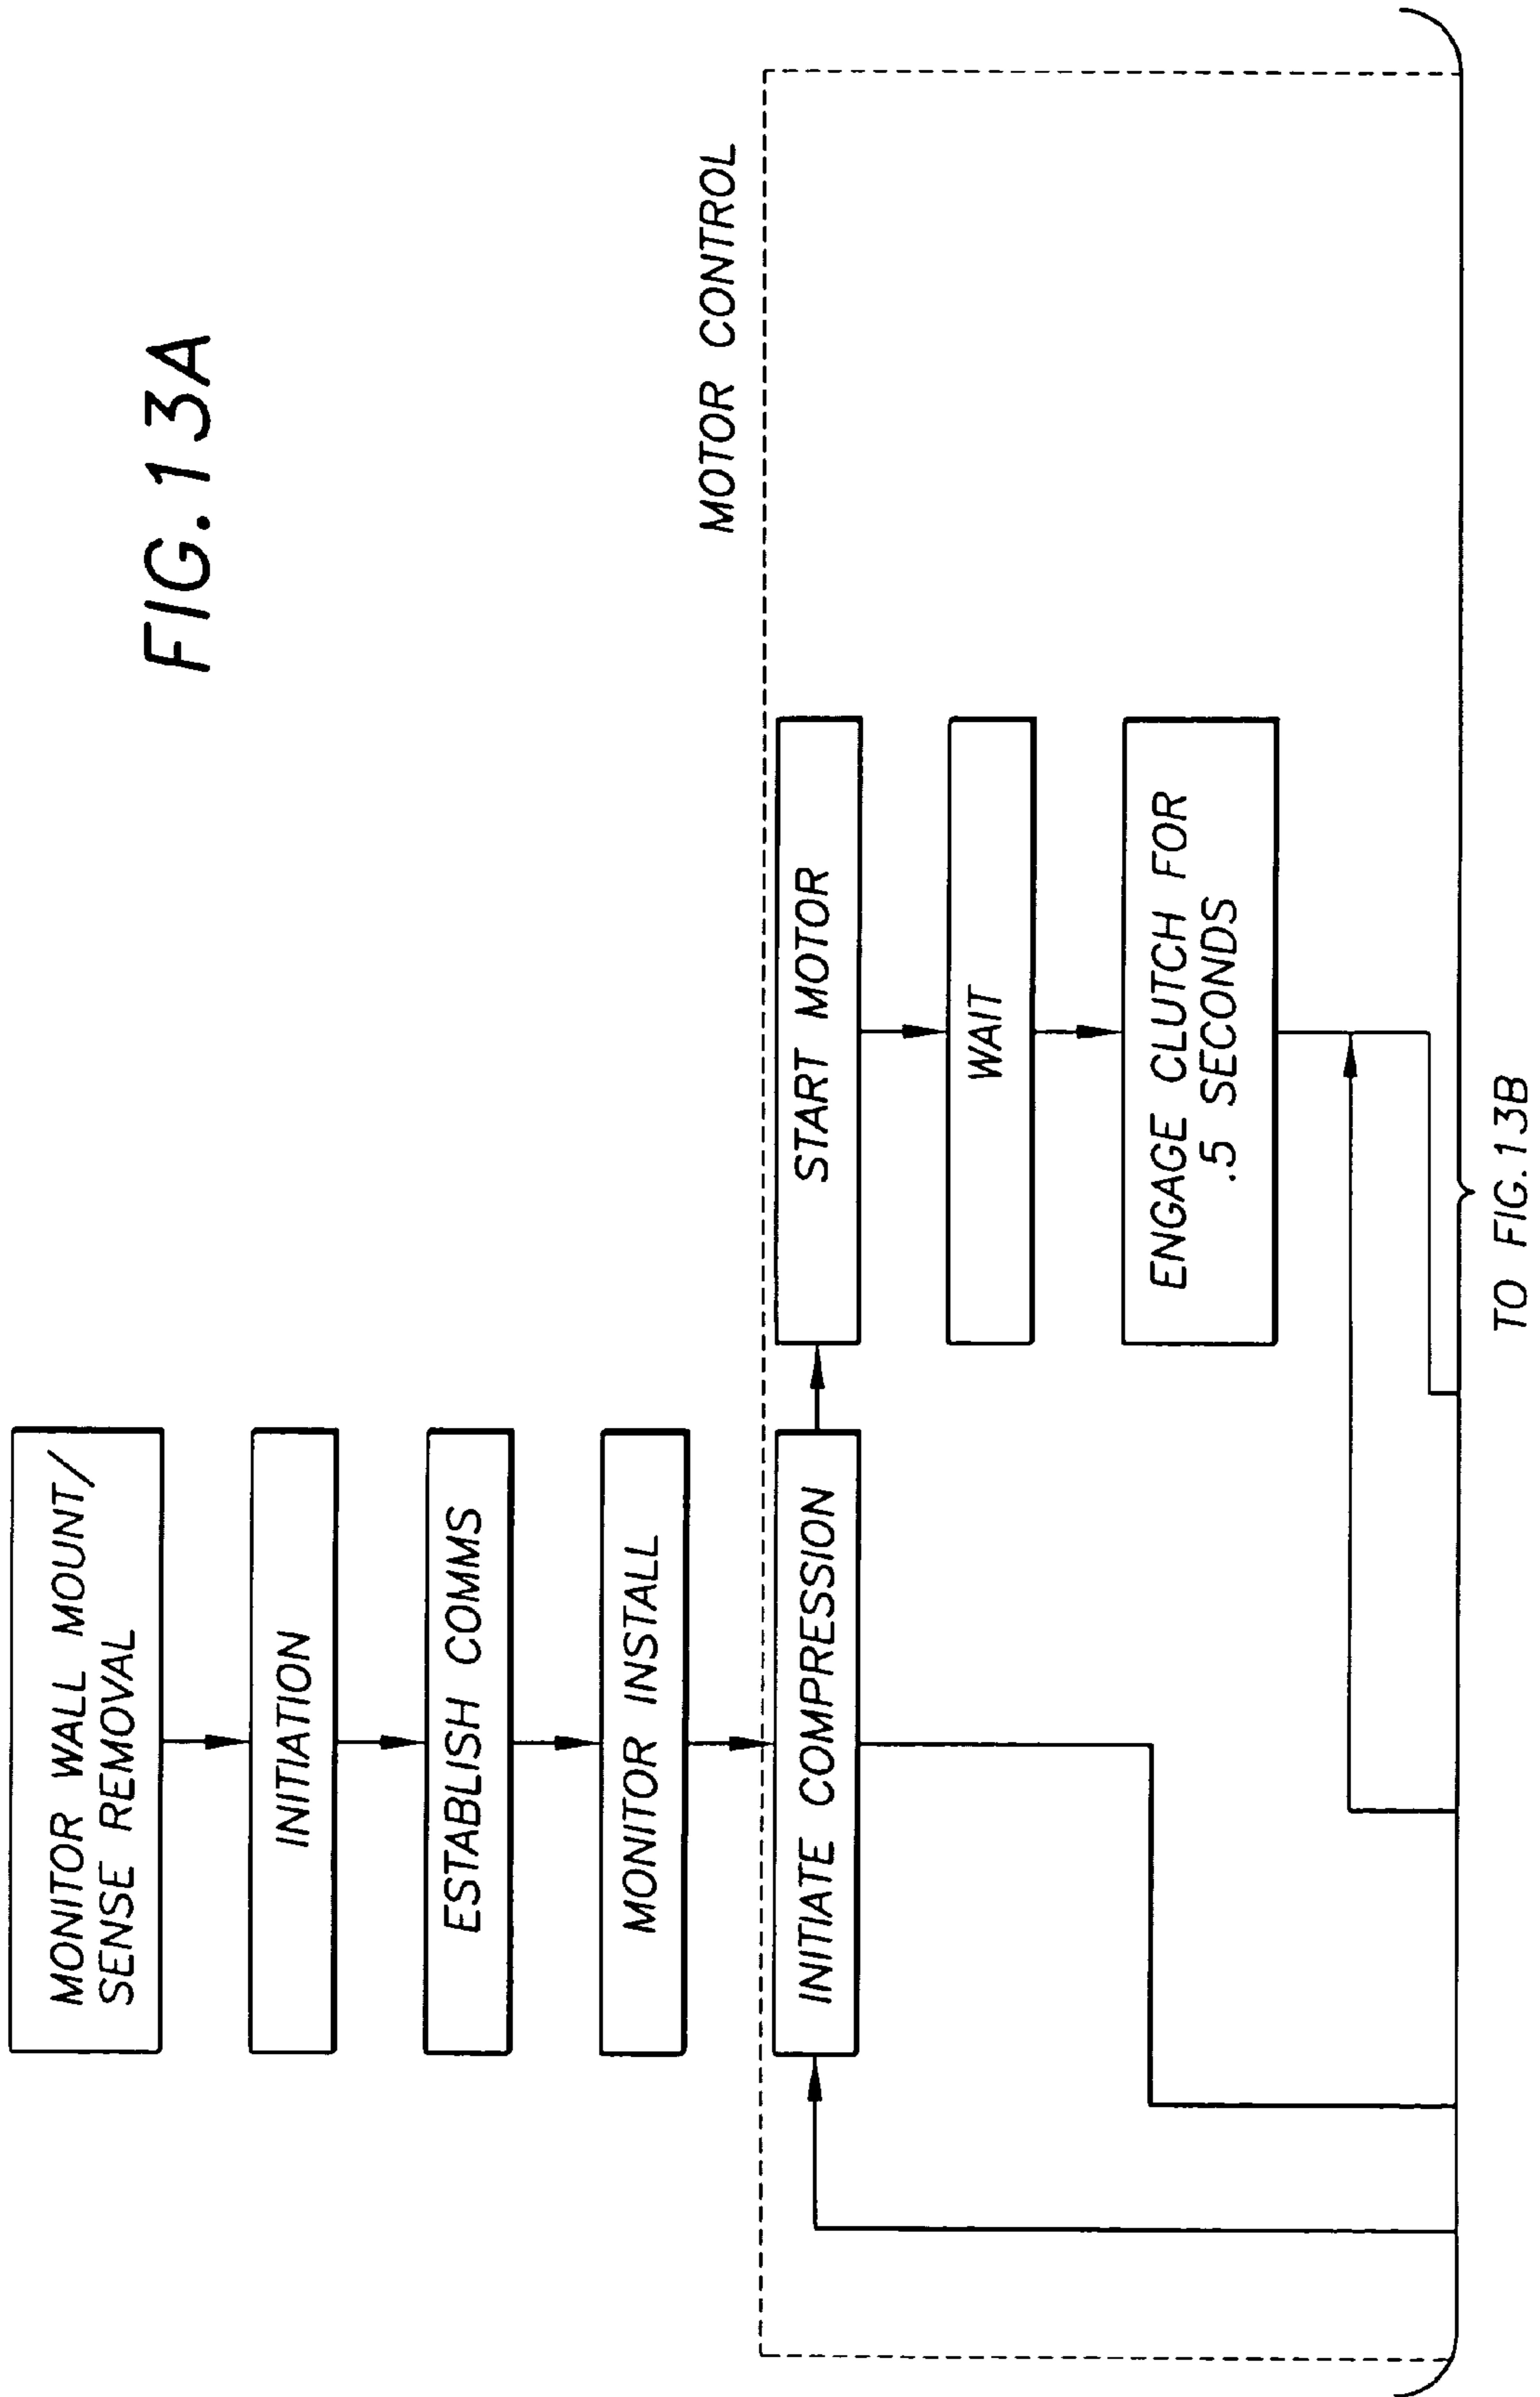 FIG. 13A
MONITOR WALL MOUNT/
SENSE REMOVAL
INITIATION
ESTABLISH COMMS
MONITOR INSTALL
MOTOR CONTROL
INITIATE COMPRESSION
START MOTOR
WAIT
ENGAGE CLUTCH FOR
.5 SECONDS
TO FIG.13B